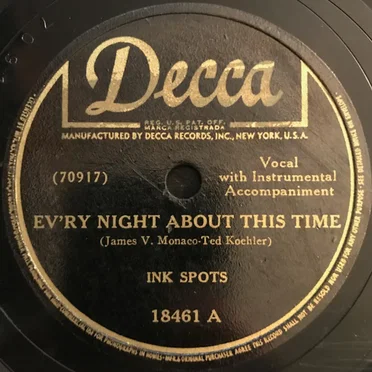 Decca
REG. U.S. PAT. OFF.
MARCA REGISTRADA
MANUFACTURED BY DECCA RECORDS, INC., NEW YORK, U.S.A.
(70917)
Vocal
with Instrumental
Accompaniment
EV'RY NIGHT ABOUT THIS TIME
(James V. Monaco-Ted Koehler)
INK SPOTS
18461 A